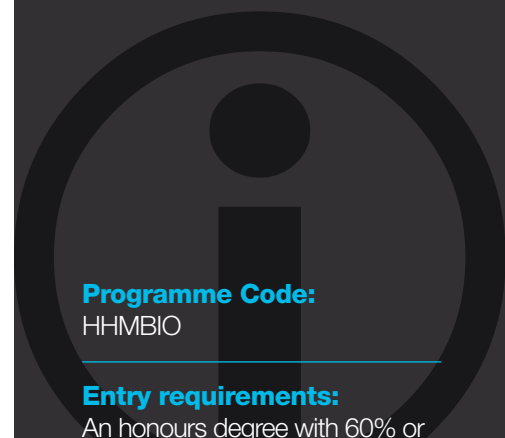 Programme Code:
HHMBIO
Entry requirements:
An honours degree with 60% or